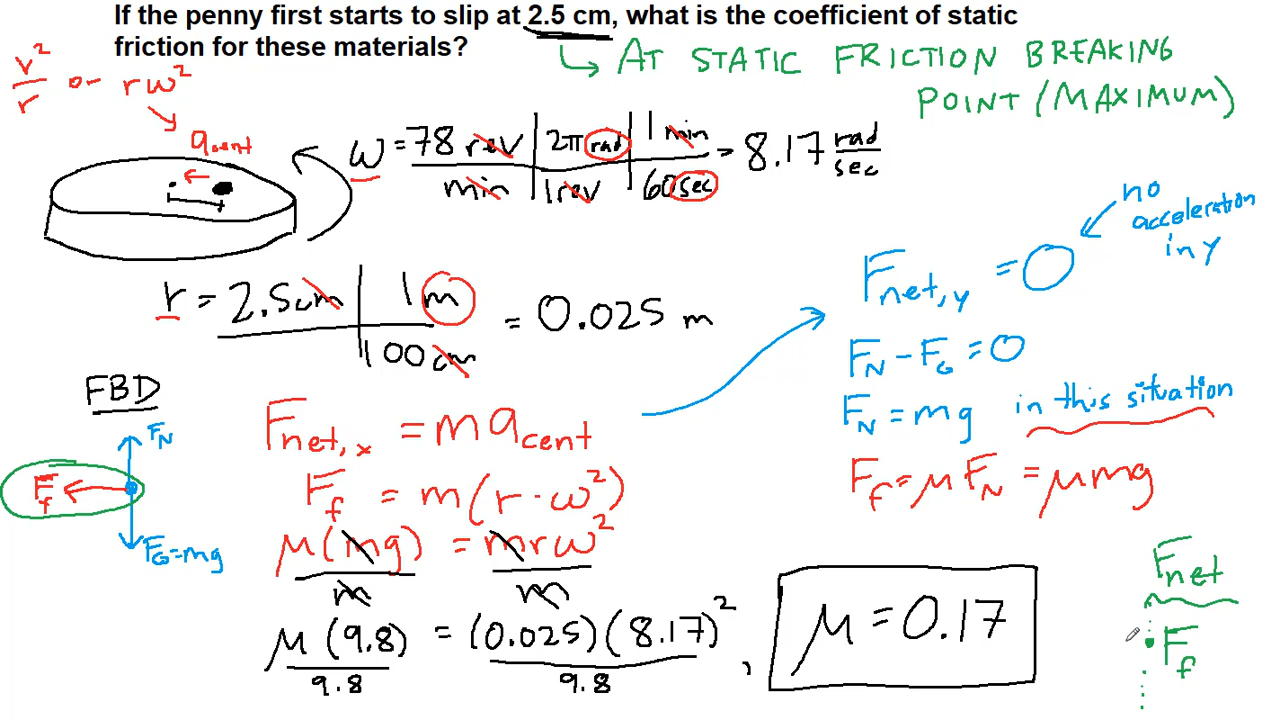 If the penny first starts to slip at 2.5 cm, what is the coefficient of static
friction for these materials?
AT STATIC FRICTION BREAKING
POINT (MAXIMUM)
v²/r or rω²
a_cent
ω = 78 rev/min | 2π rad/1 rev | 1 min/60 sec = 8.17 rad/sec
r = 2.5 cm | 1 m/100 cm = 0.025 m
FBD
F_N
F_f
F_G = mg
F_net,x = m a_cent
F_f = m(r · ω²)
μ(mg)/m = mrω²/m
μ(9.8)/9.8 = (0.025)(8.17)²/9.8 ,
μ = 0.17
no
acceleration
in y
F_net,y = 0
F_N - F_G = 0
F_N = mg in this situation
F_f = μF_N = μmg
F_net
F_f